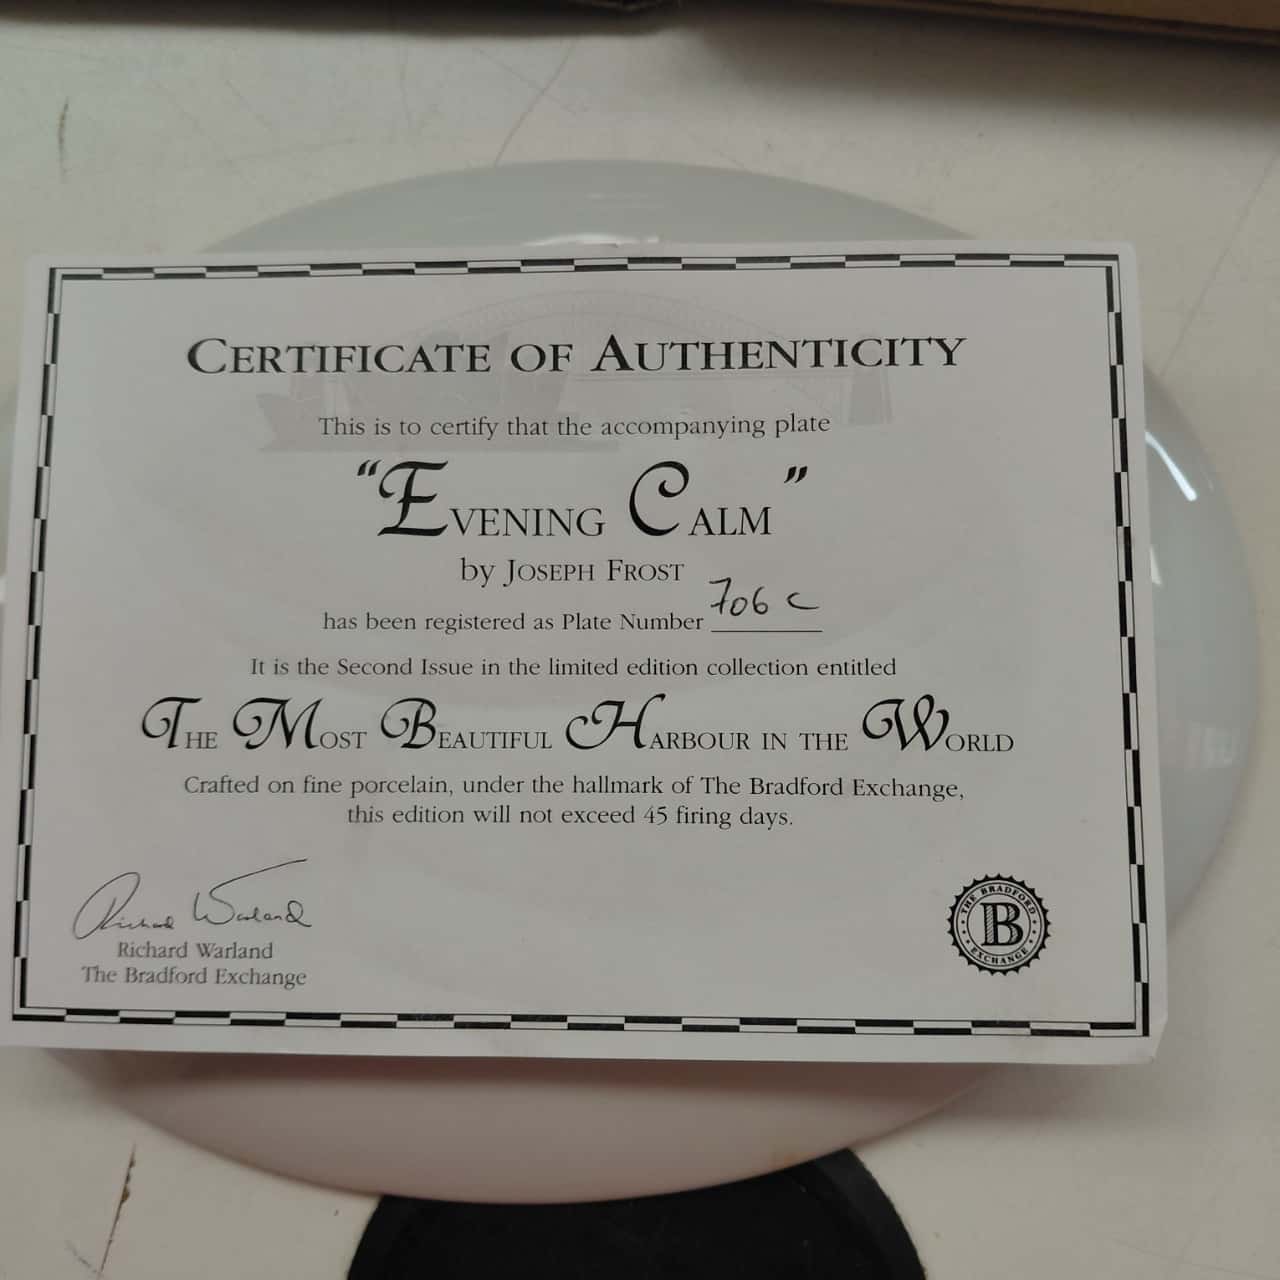 CERTIFICATE OF AUTHENTICITY
This is to certify that the accompanying plate
“EVENING CALM”
by JOSEPH FROST
has been registered as Plate Number 706 C
It is the Second Issue in the limited edition collection entitled
THE MOST BEAUTIFUL HARBOUR IN THE WORLD
Crafted on fine porcelain, under the hallmark of The Bradford Exchange,
this edition will not exceed 45 firing days.
Richard Warland
Richard Warland
The Bradford Exchange
THE BRADFORD
B
EXCHANGE